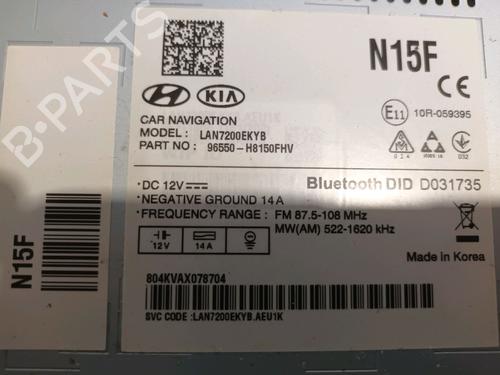 N15F
HYUNDAI KIA
CAR NAVIGATION
MODEL : LAN7200EKYB
PART NO : 96550-H8150FHV
CE
E11 10R-059395
• DC 12V
• NEGATIVE GROUND 14A
• FREQUENCY RANGE : FM 87.5-108 MHz
MW(AM) 522-1620 kHz
Bluetooth DID D031735
12V 14A
Made in Korea
804KVAX078704
SVC CODE :LAN7200EKYB.AEU1K
N15F